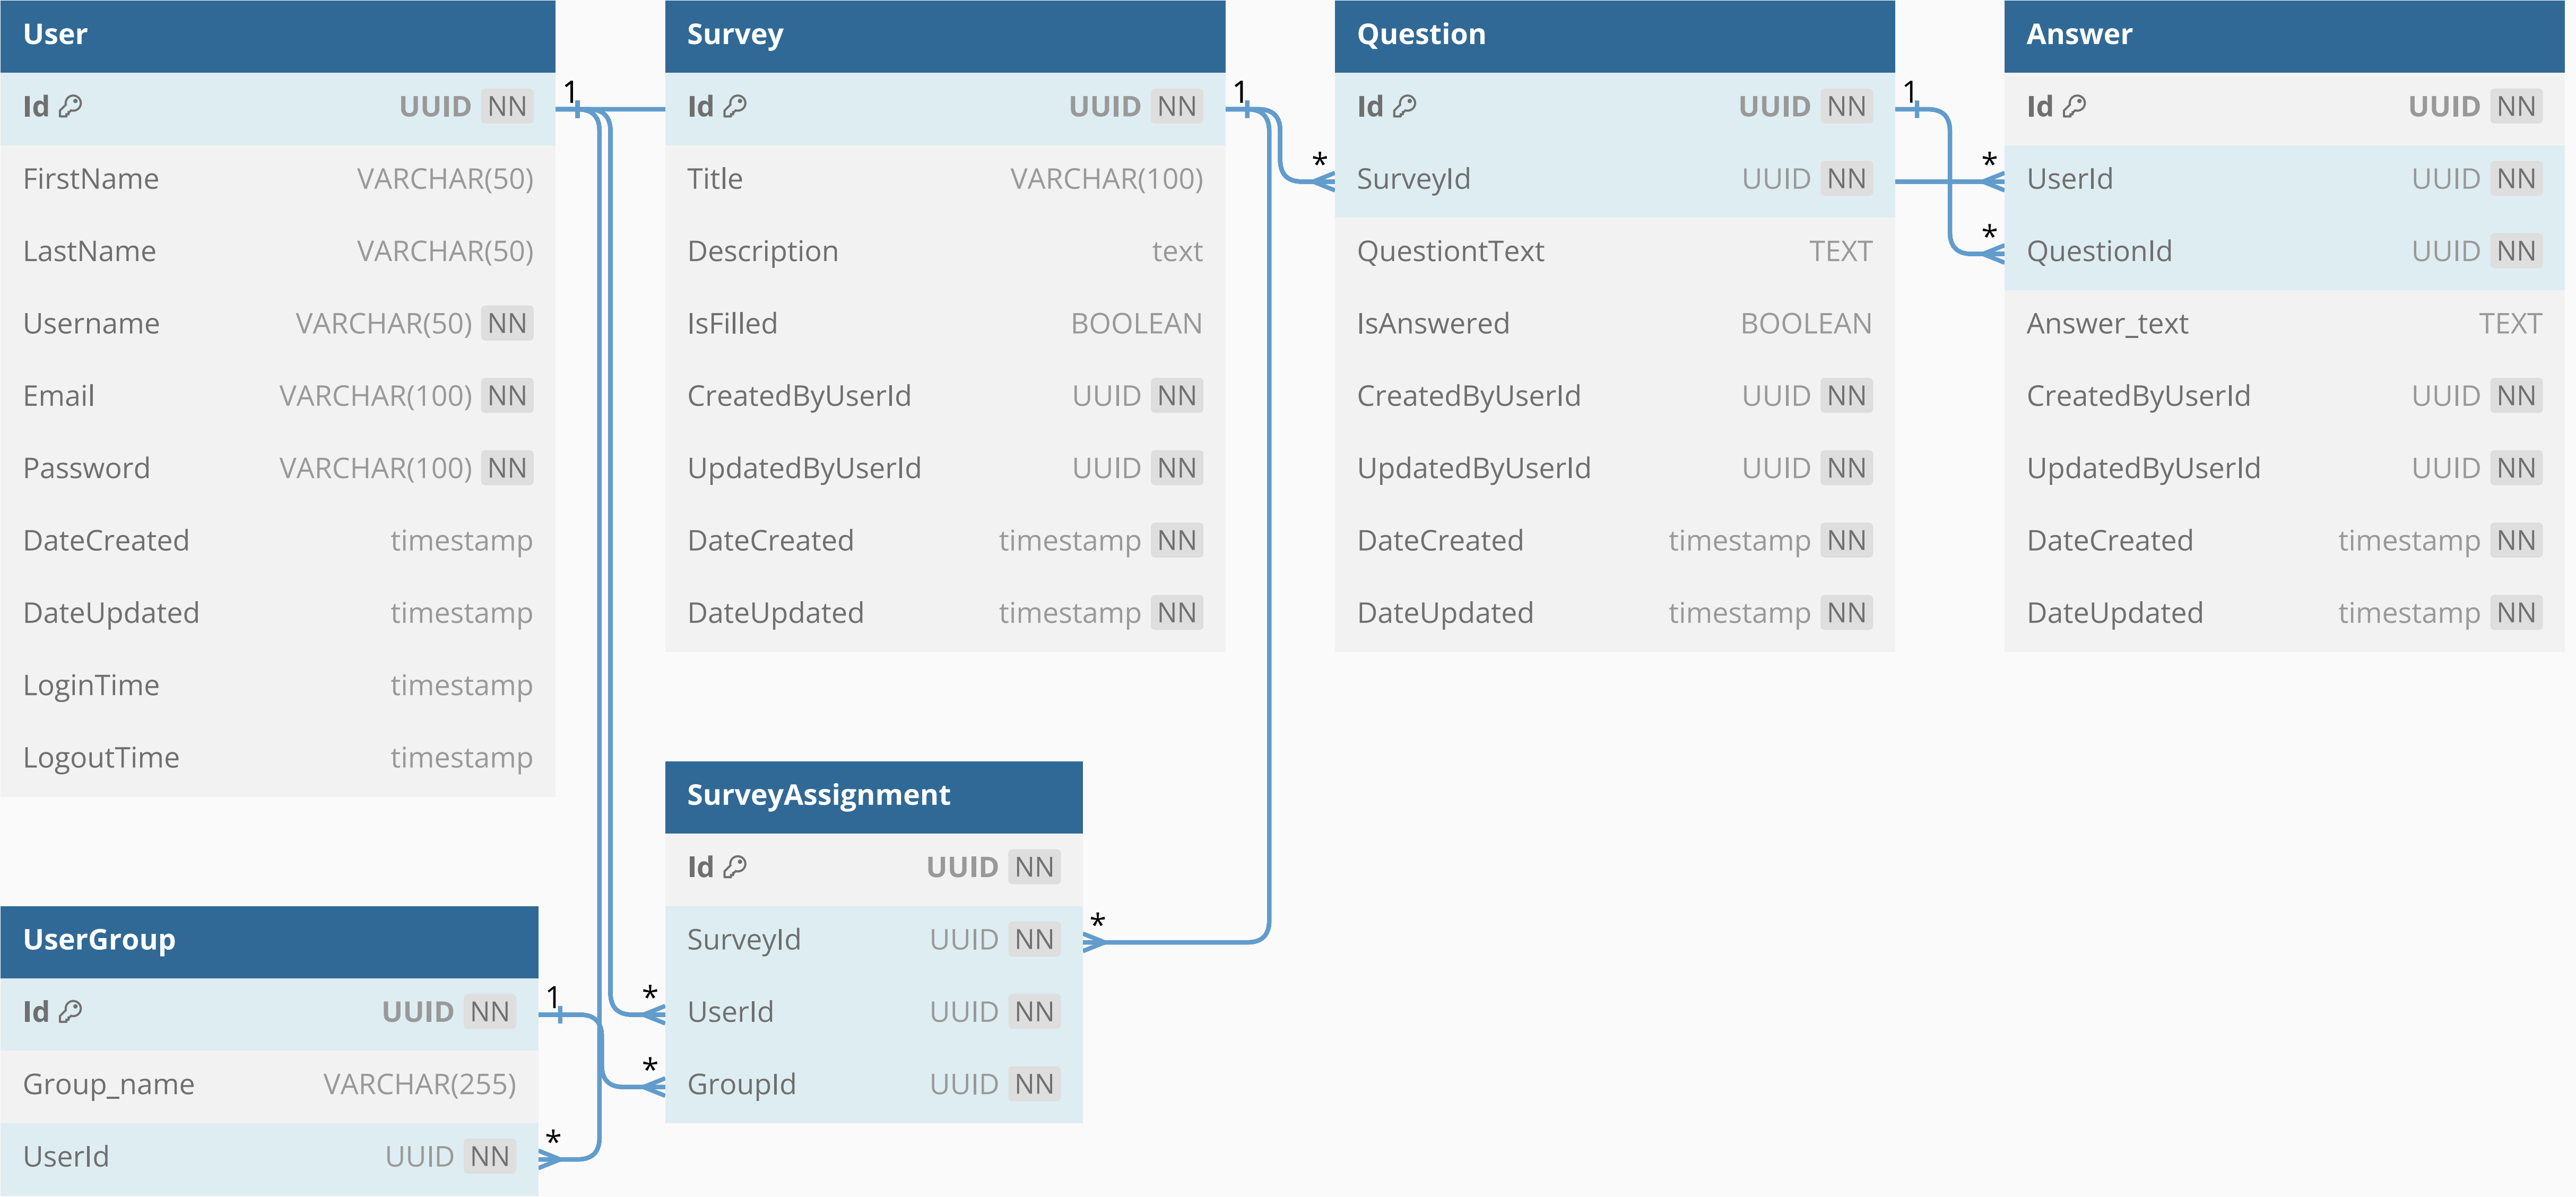 User
Id UUID NN
FirstName VARCHAR(50)
LastName VARCHAR(50)
Username VARCHAR(50) NN
Email VARCHAR(100) NN
Password VARCHAR(100) NN
DateCreated timestamp
DateUpdated timestamp
LoginTime timestamp
LogoutTime timestamp
1
Survey
Id UUID NN
Title VARCHAR(100)
Description text
IsFilled BOOLEAN
CreatedByUserId UUID NN
UpdatedByUserId UUID NN
DateCreated timestamp NN
DateUpdated timestamp NN
1
*
Question
Id UUID NN
SurveyId UUID NN
QuestiontText TEXT
IsAnswered BOOLEAN
CreatedByUserId UUID NN
UpdatedByUserId UUID NN
DateCreated timestamp NN
DateUpdated timestamp NN
1
*
*
Answer
Id UUID NN
UserId UUID NN
QuestionId UUID NN
Answer_text TEXT
CreatedByUserId UUID NN
UpdatedByUserId UUID NN
DateCreated timestamp NN
DateUpdated timestamp NN
UserGroup
Id UUID NN
Group_name VARCHAR(255)
UserId UUID NN
1
*
*
*
SurveyAssignment
Id UUID NN
SurveyId UUID NN
UserId UUID NN
GroupId UUID NN
*